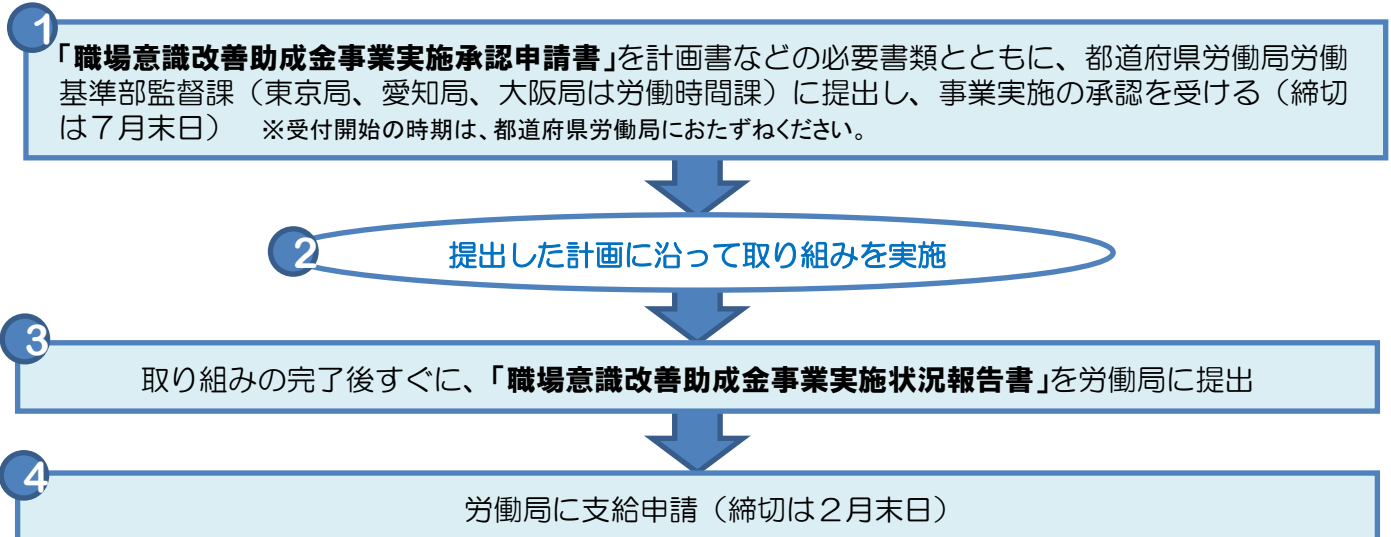 1
「職場意識改善助成金事業実施承認申請書」を計画書などの必要書類とともに、都道府県労働局労働
基準部監督課（東京局、愛知局、大阪局は労働時間課）に提出し、事業実施の承認を受ける（締切
は７月末日）　※受付開始の時期は、都道府県労働局におたずねください。
2
提出した計画に沿って取り組みを実施
3
取り組みの完了後すぐに、「職場意識改善助成金事業実施状況報告書」を労働局に提出
4
労働局に支給申請（締切は２月末日）